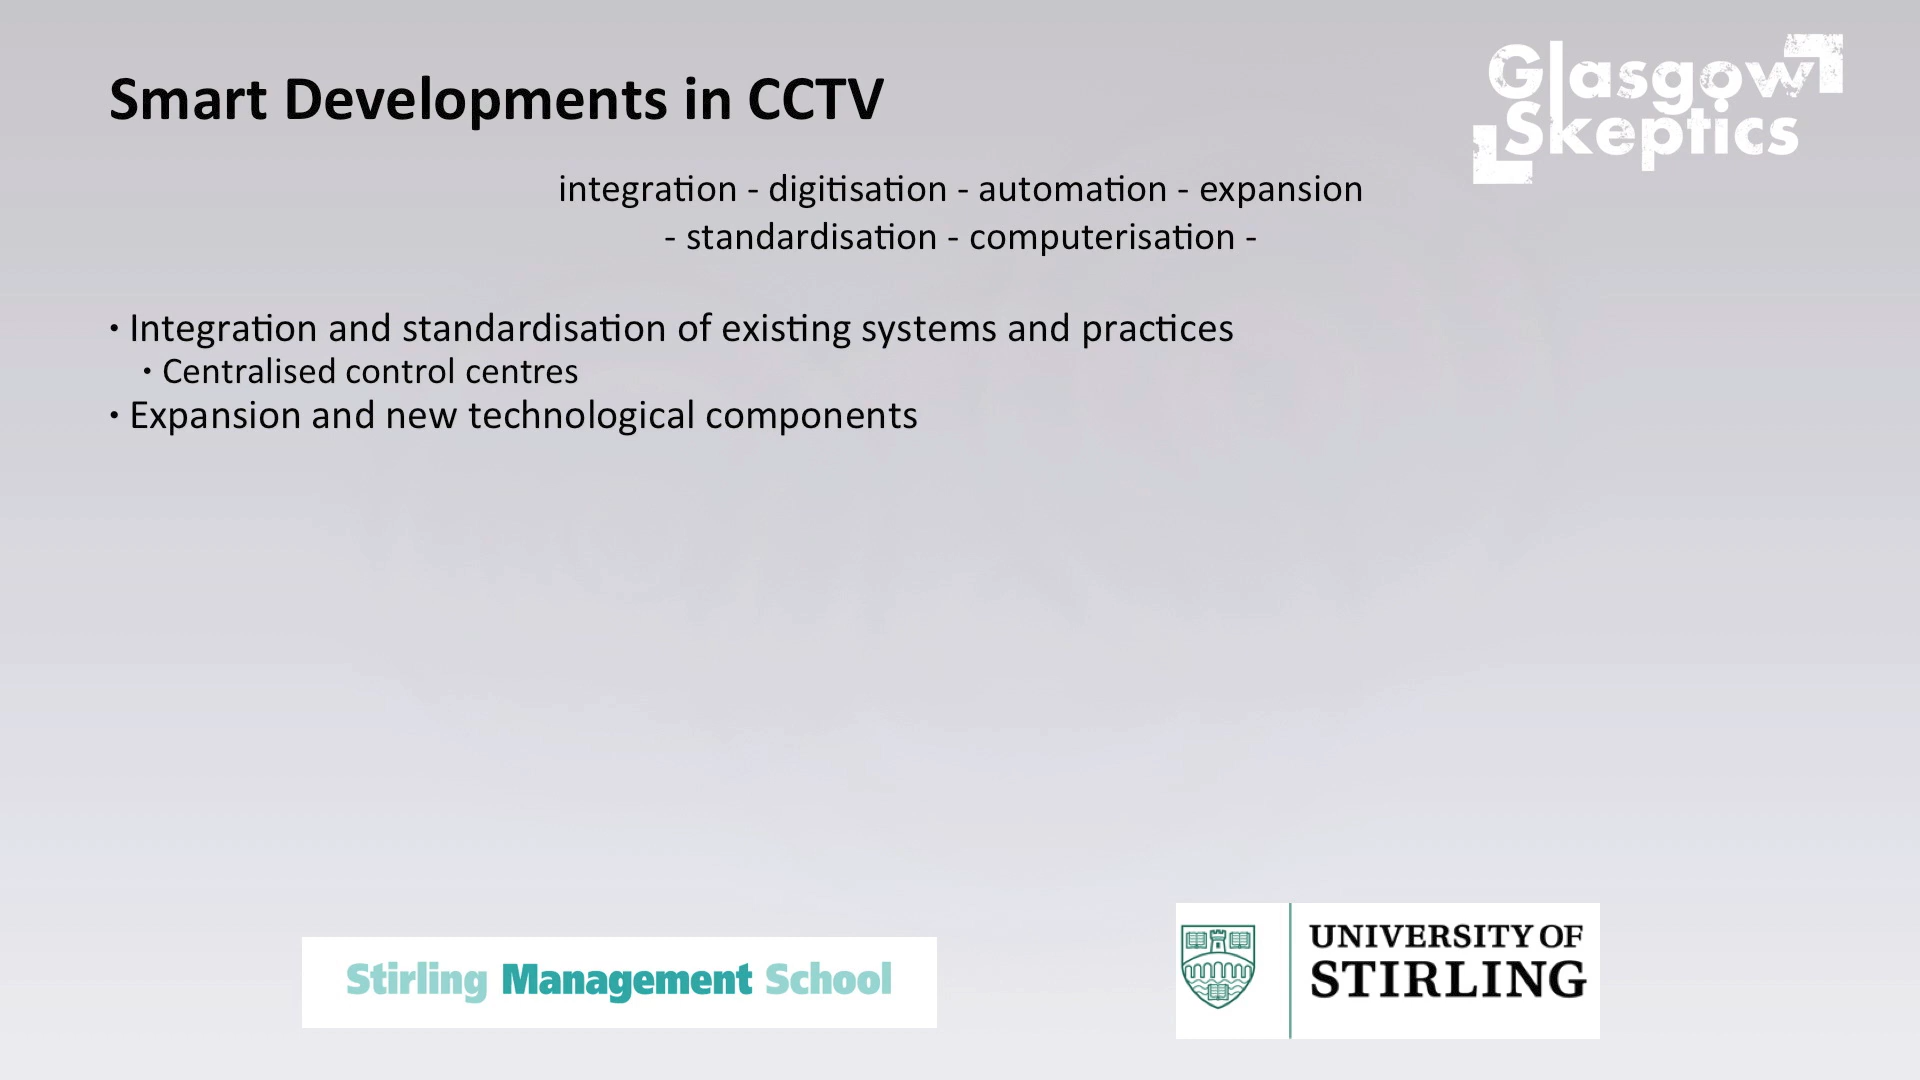 Smart Developments in CCTV
Glasgow
Skeptics
integration - digitisation - automation - expansion
- standardisation - computerisation -
· Integration and standardisation of existing systems and practices
· Centralised control centres
· Expansion and new technological components
Stirling Management School
UNIVERSITY OF
STIRLING